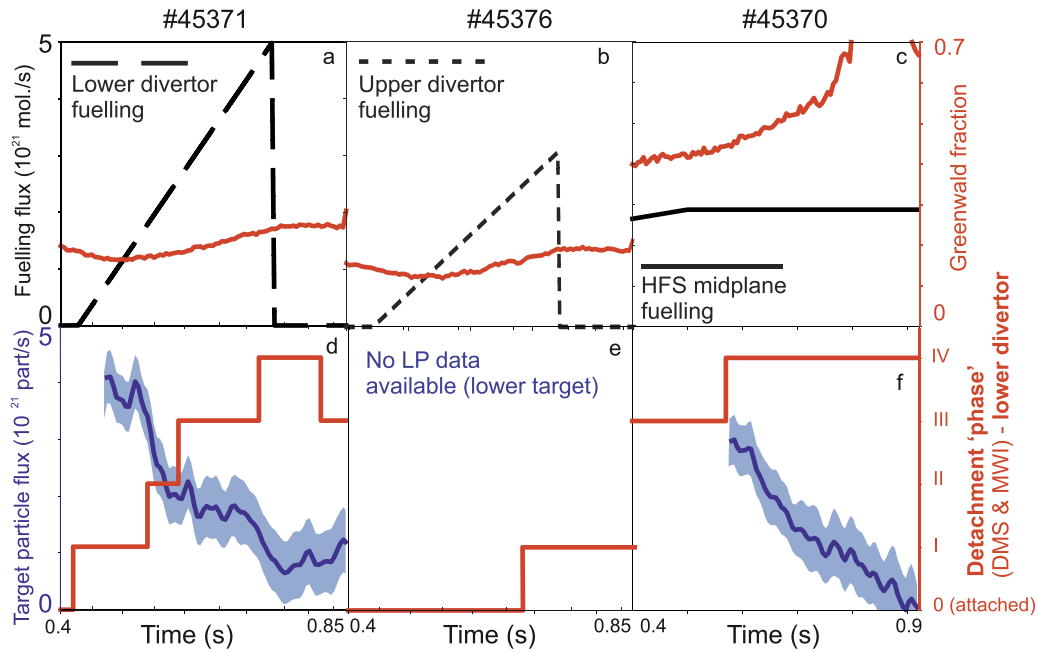 #45371
#45376
#45370
5
a
b
c
0.7
Lower divertor
fuelling
Upper divertor
fuelling
HFS midplane
fuelling
Fuelling flux (10²¹ mol./s)
Greenwald fraction
0
0
5
d
e
f
No LP data
available (lower target)
Target particle flux (10²¹ part/s)
IV
III
II
I
0 (attached)
Detachment 'phase'
(DMS & MWI) - lower divertor
0
0.4
Time (s)
0.85
0.4
Time (s)
0.85
0.4
Time (s)
0.9